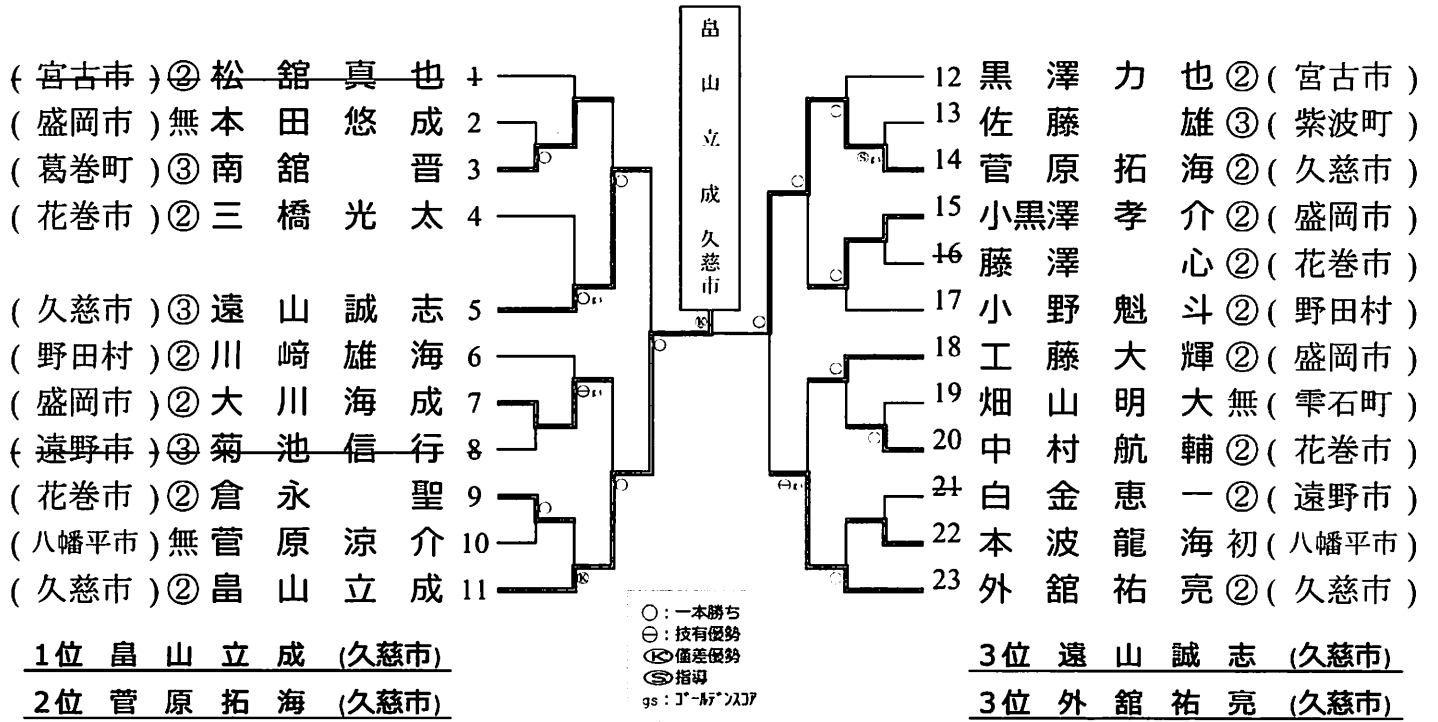 畠山立成 久慈市
( 宮古市 ) ② 松舘真也 1
( 盛岡市 ) 無 本田悠成 2
( 葛巻町 ) ③ 南舘晋 3
( 花巻市 ) ② 三橋光太 4
( 久慈市 ) ③ 遠山誠志 5
( 野田村 ) ② 川﨑雄海 6
( 盛岡市 ) ② 大川海成 7
( 遠野市 ) ③ 菊池信行 8
( 花巻市 ) ② 倉永聖 9
( 八幡平市 ) 無 菅原涼介 10
( 久慈市 ) ② 畠山立成 11
12 黒澤力也 ② ( 宮古市 )
13 佐藤雄 ③ ( 紫波町 )
14 菅原拓海 ② ( 久慈市 )
15 小黒澤孝介 ② ( 盛岡市 )
16 藤澤心 ② ( 花巻市 )
17 小野魁斗 ② ( 野田村 )
18 工藤大輝 ② ( 盛岡市 )
19 畑山明大 無 ( 雫石町 )
20 中村航輔 ② ( 花巻市 )
21 白金恵一 ② ( 遠野市 )
22 本波龍海 初 ( 八幡平市 )
23 外舘祐亮 ② ( 久慈市 )
○ : 一本勝ち
⊖ : 技有優勢
Ⓚ 僅差優勢
Ⓢ 指導
gs : ゴールデンスコア
1位 畠山立成 (久慈市)
2位 菅原拓海 (久慈市)
3位 遠山誠志 (久慈市)
3位 外舘祐亮 (久慈市)